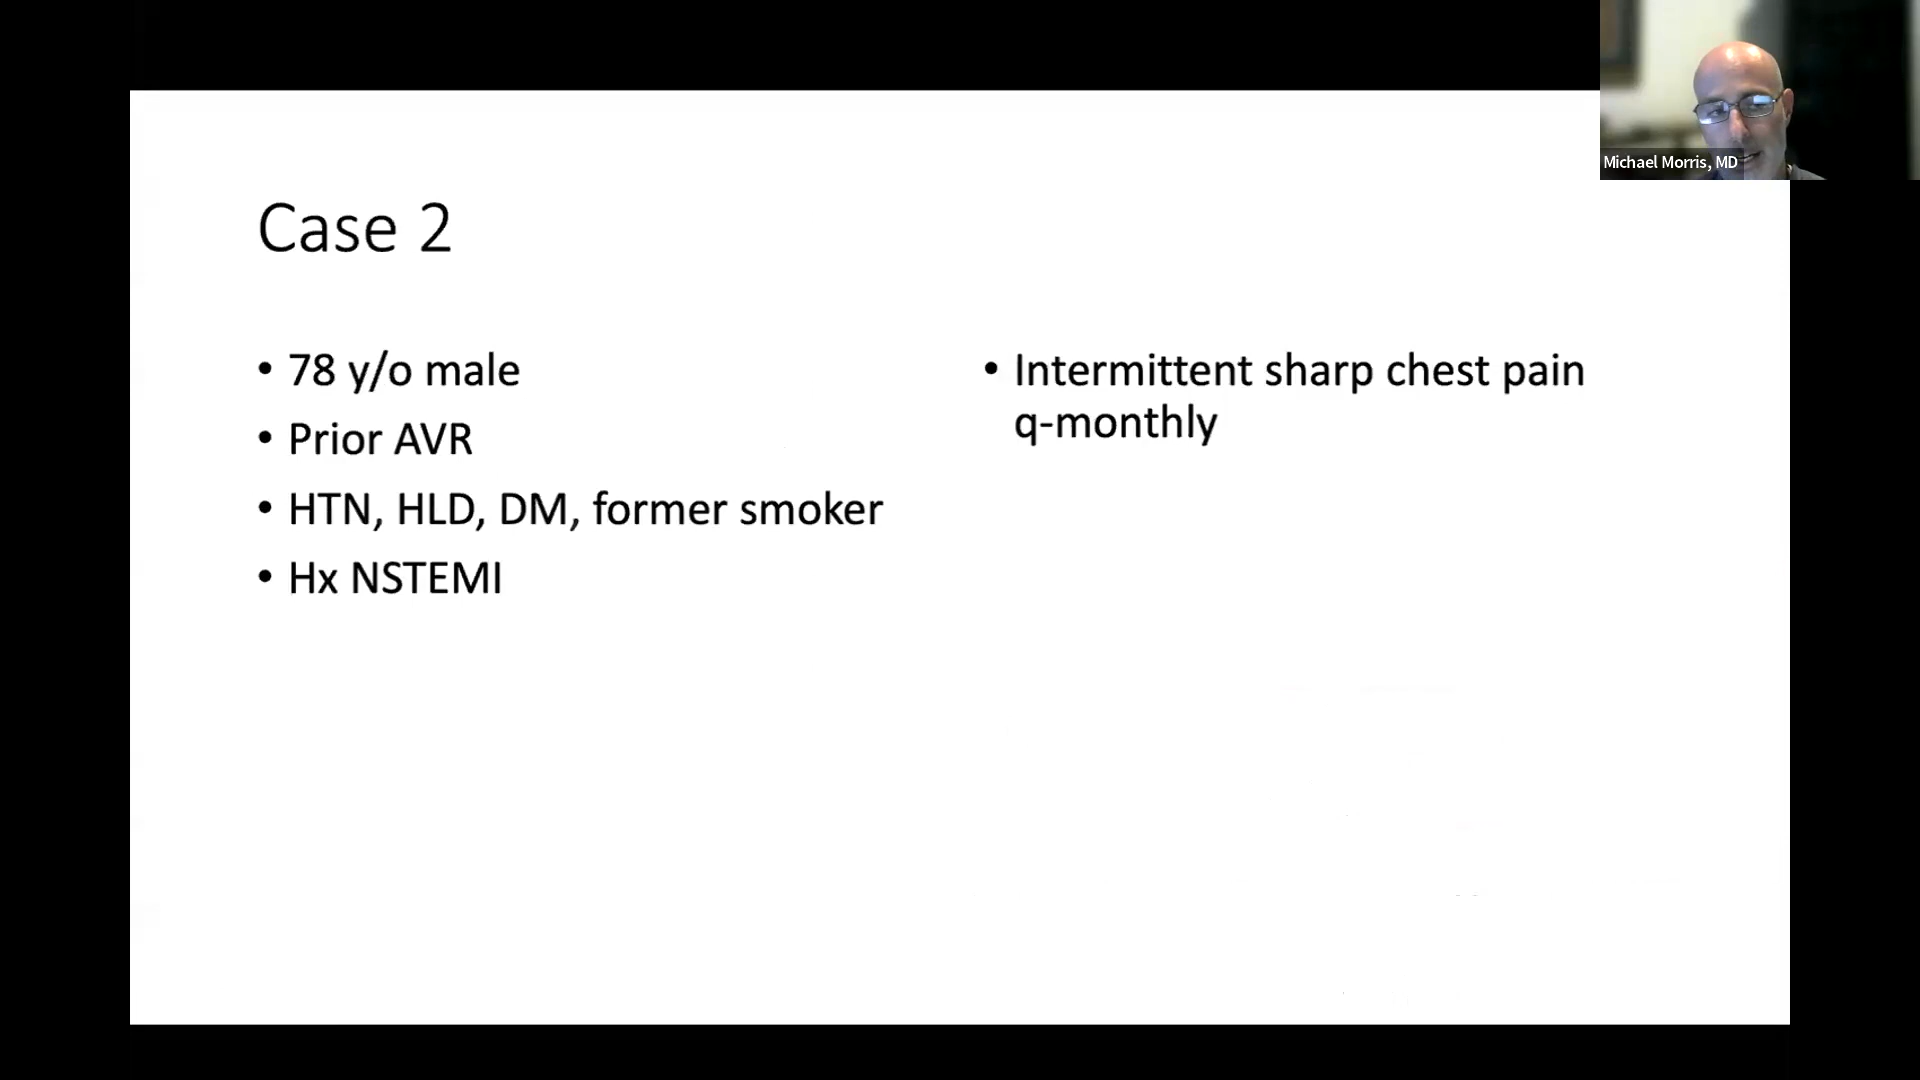 Michael Morris, MD
Case 2
• 78 y/o male
• Prior AVR
• HTN, HLD, DM, former smoker
• Hx NSTEMI
• Intermittent sharp chest pain
q-monthly